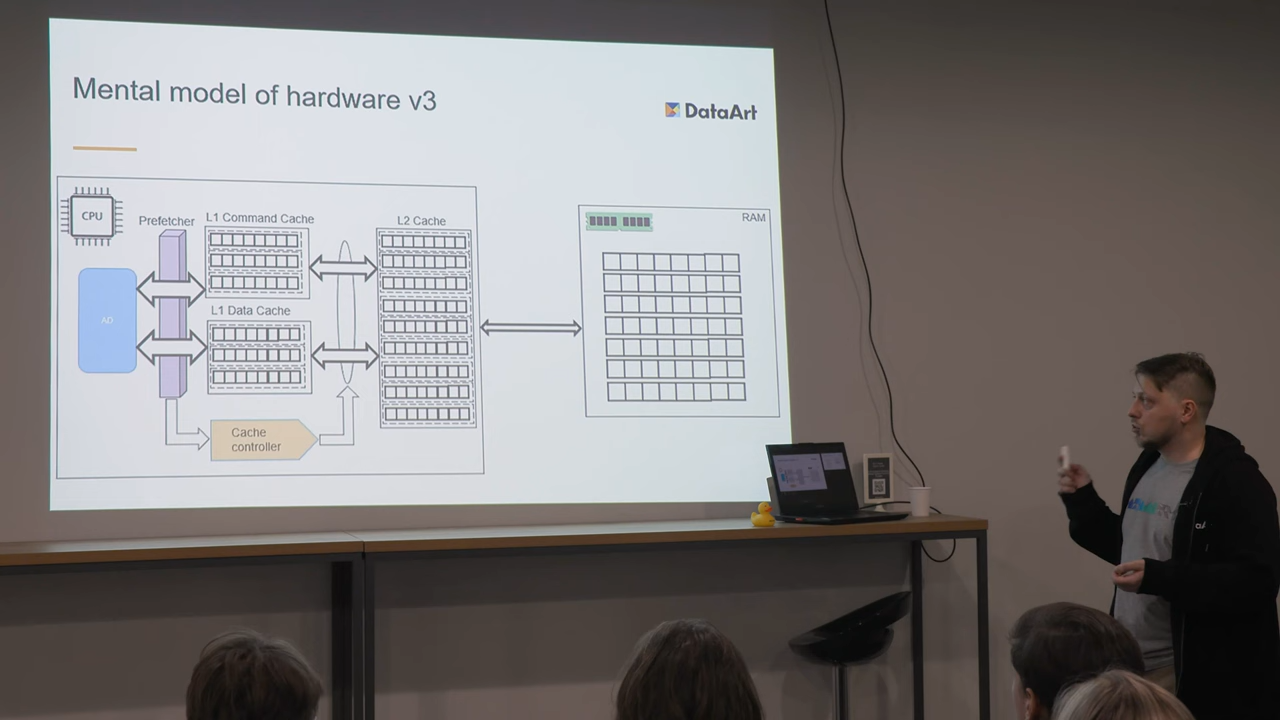 Mental model of hardware v3
DataArt
CPU
Prefetcher
L1 Command Cache
L2 Cache
RAM
AD
L1 Data Cache
Cache
controller